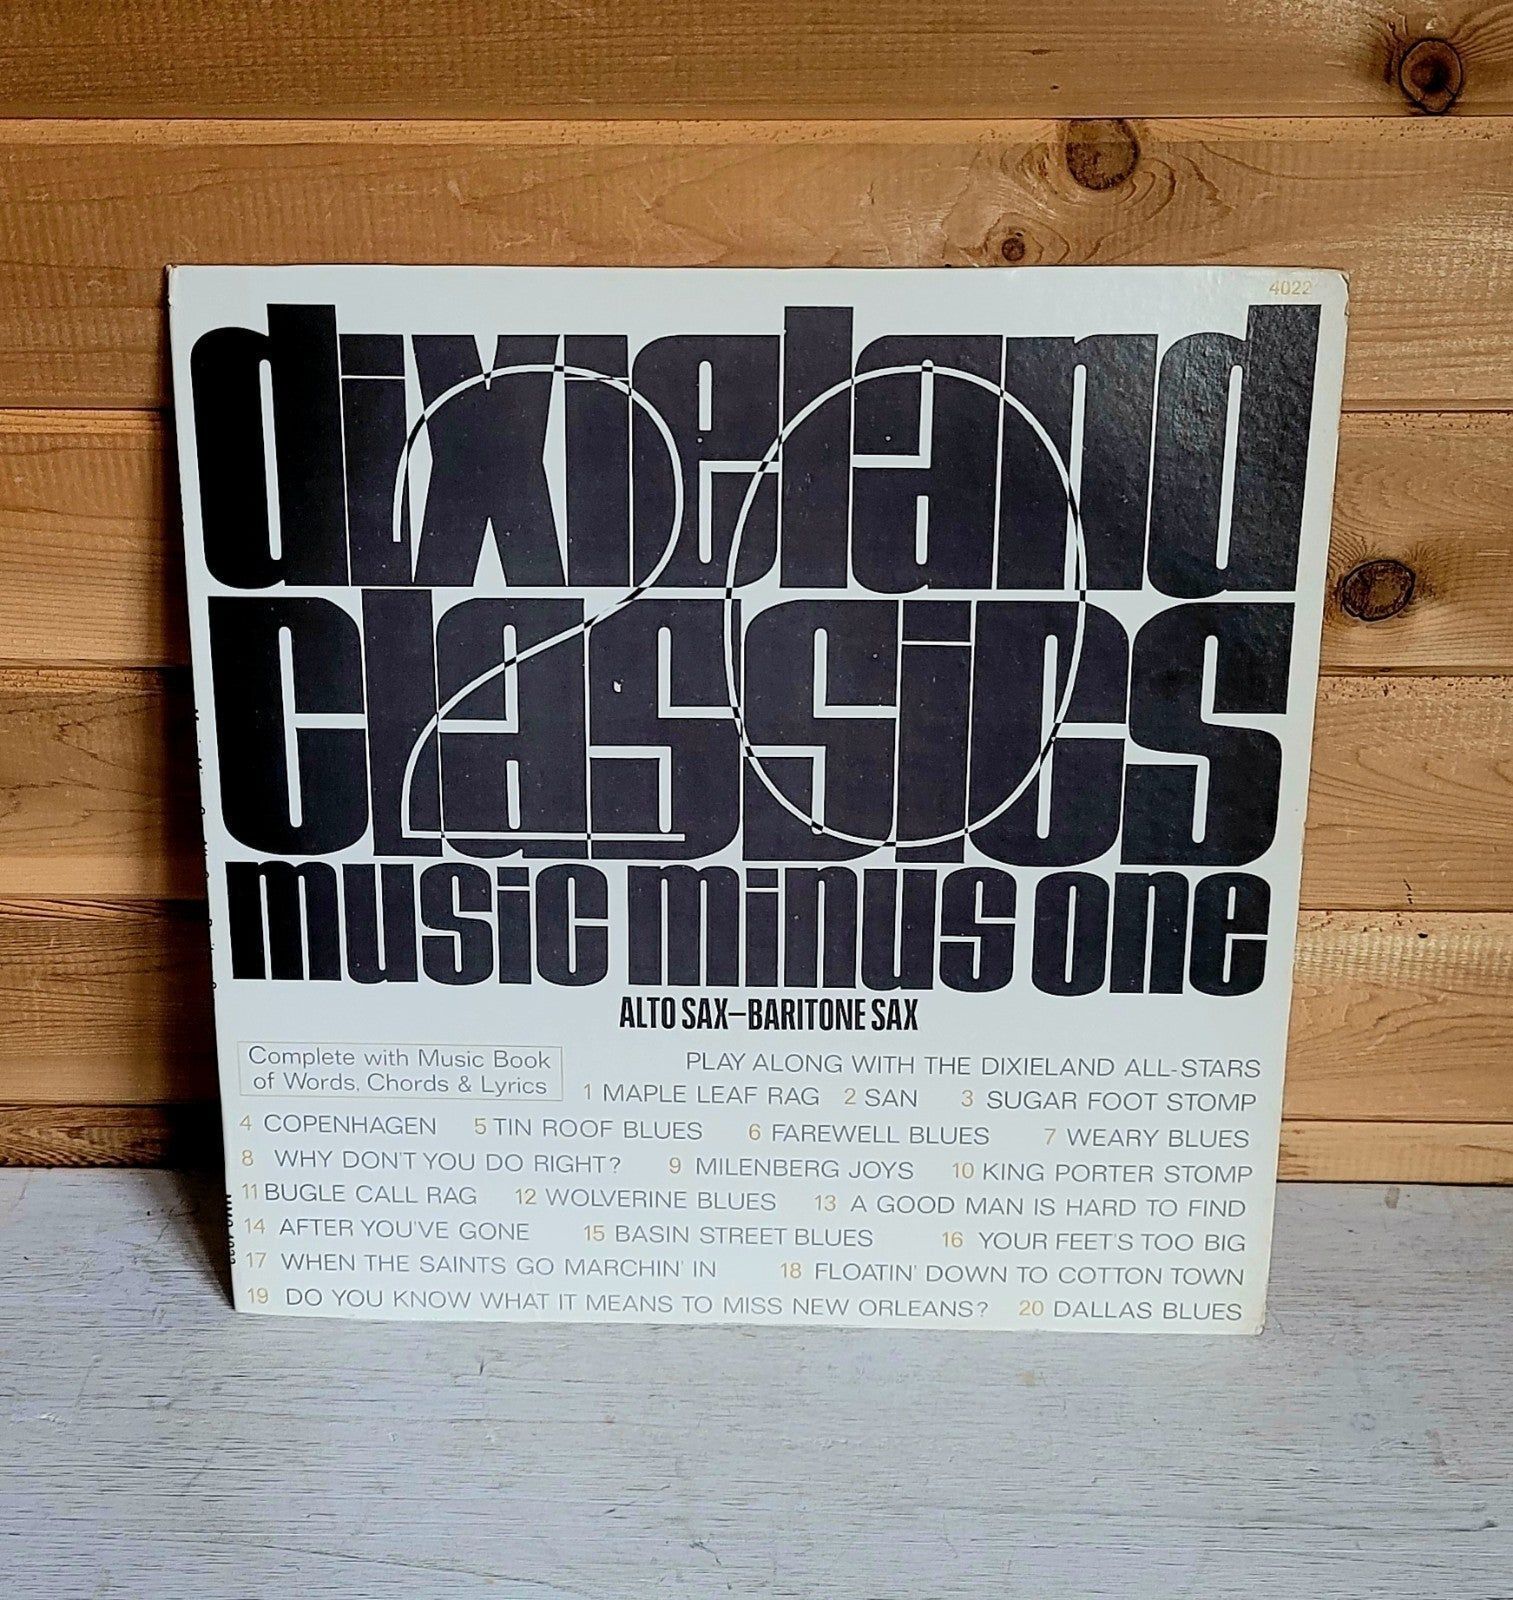 4022
dixieland
20
classics
music minus one
ALTO SAX–BARITONE SAX
Complete with Music Book
of Words, Chords & Lyrics
PLAY ALONG WITH THE DIXIELAND ALL-STARS
1 MAPLE LEAF RAG 2 SAN 3 SUGAR FOOT STOMP
4 COPENHAGEN 5 TIN ROOF BLUES 6 FAREWELL BLUES 7 WEARY BLUES
8 WHY DON'T YOU DO RIGHT? 9 MILENBERG JOYS 10 KING PORTER STOMP
11 BUGLE CALL RAG 12 WOLVERINE BLUES 13 A GOOD MAN IS HARD TO FIND
14 AFTER YOU'VE GONE 15 BASIN STREET BLUES 16 YOUR FEET'S TOO BIG
17 WHEN THE SAINTS GO MARCHIN' IN 18 FLOATIN' DOWN TO COTTON TOWN
19 DO YOU KNOW WHAT IT MEANS TO MISS NEW ORLEANS? 20 DALLAS BLUES